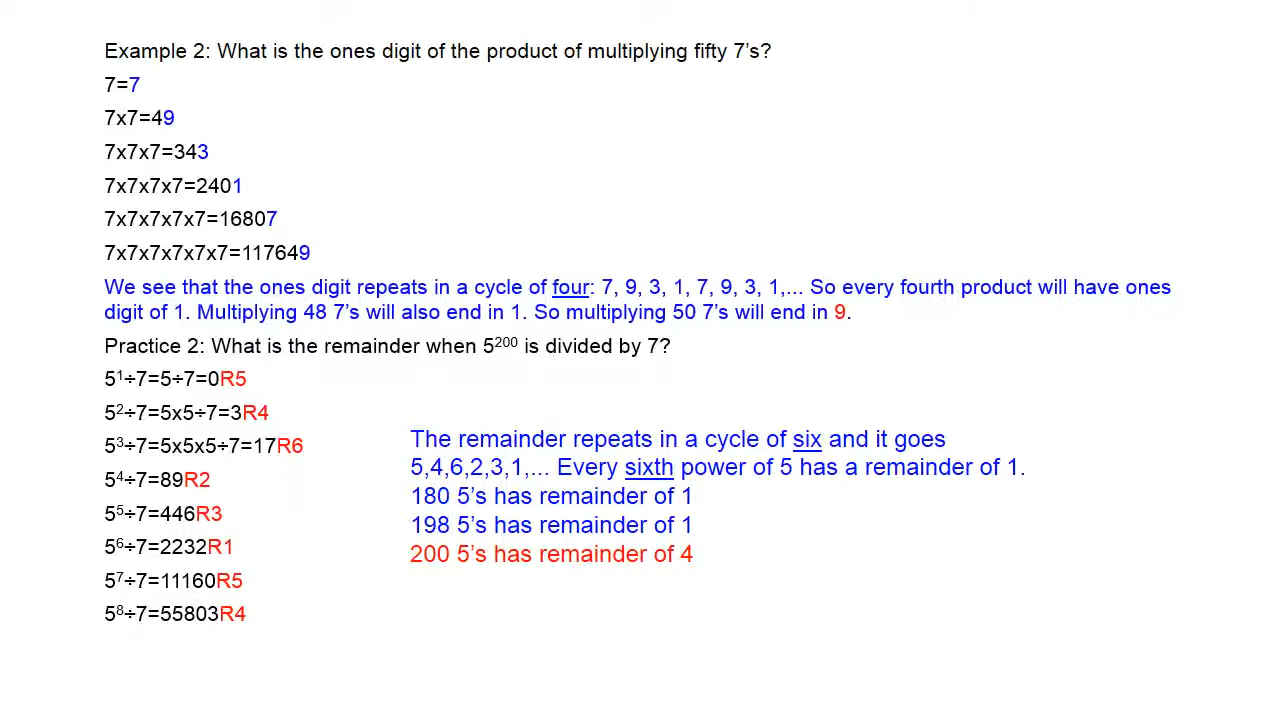 Example 2: What is the ones digit of the product of multiplying fifty 7’s?
7=7
7x7=49
7x7x7=343
7x7x7x7=2401
7x7x7x7x7=16807
7x7x7x7x7x7=117649
We see that the ones digit repeats in a cycle of four: 7, 9, 3, 1, 7, 9, 3, 1,... So every fourth product will have ones
digit of 1. Multiplying 48 7’s will also end in 1. So multiplying 50 7’s will end in 9.
Practice 2: What is the remainder when 5²⁰⁰ is divided by 7?
5¹÷7=5÷7=0R5
5²÷7=5x5÷7=3R4
5³÷7=5x5x5÷7=17R6
5⁴÷7=89R2
5⁵÷7=446R3
5⁶÷7=2232R1
5⁷÷7=11160R5
5⁸÷7=55803R4
The remainder repeats in a cycle of six and it goes
5,4,6,2,3,1,... Every sixth power of 5 has a remainder of 1.
180 5’s has remainder of 1
198 5’s has remainder of 1
200 5’s has remainder of 4